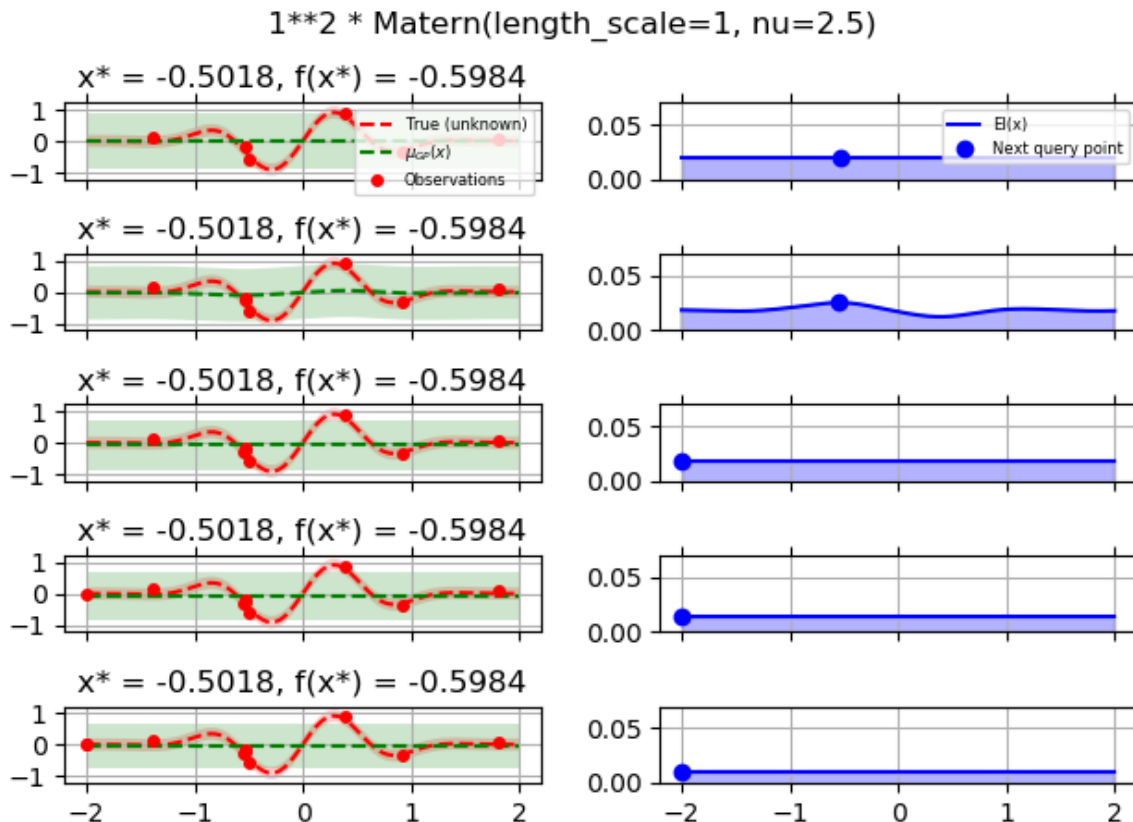 1**2 * Matern(length_scale=1, nu=2.5)
x* = -0.5018, f(x*) = -0.5984
1
0
−1
True (unknown)
μGP(x)
Observations
0.05
0.00
EI(x)
Next query point
x* = -0.5018, f(x*) = -0.5984
1
0
−1
0.05
0.00
x* = -0.5018, f(x*) = -0.5984
1
0
−1
0.05
0.00
x* = -0.5018, f(x*) = -0.5984
1
0
−1
0.05
0.00
x* = -0.5018, f(x*) = -0.5984
1
0
−1
0.05
0.00
−2 −1 0 1 2
−2 −1 0 1 2